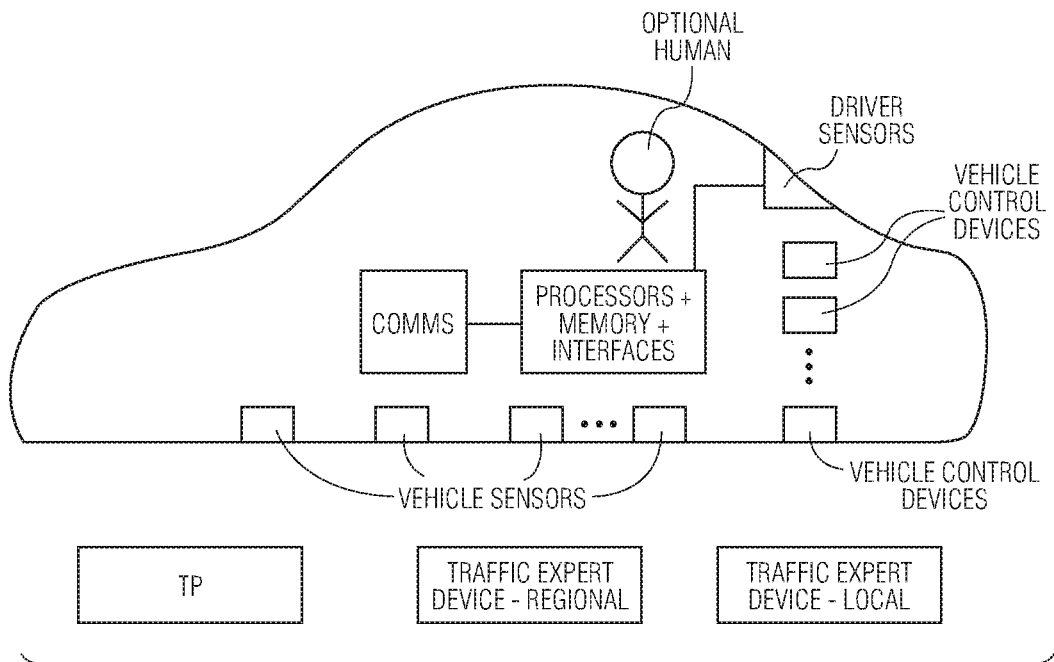 OPTIONAL
HUMAN
DRIVER
SENSORS
VEHICLE
CONTROL
DEVICES
COMMS
PROCESSORS +
MEMORY +
INTERFACES
VEHICLE SENSORS
VEHICLE CONTROL
DEVICES
TP
TRAFFIC EXPERT
DEVICE - REGIONAL
TRAFFIC EXPERT
DEVICE - LOCAL